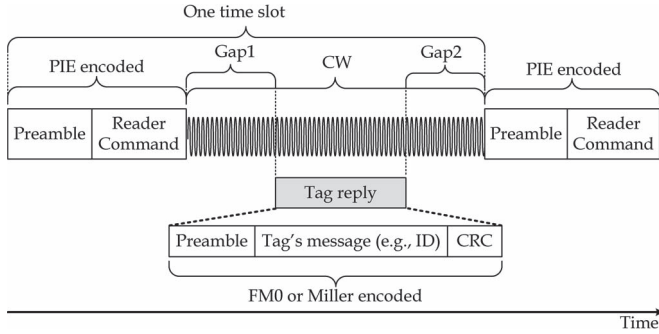 One time slot
Gap1
Gap2
PIE encoded
CW
PIE encoded
Preamble
Reader
Command
Preamble
Reader
Command
Tag reply
Preamble
Tag's message (e.g., ID)
CRC
FM0 or Miller encoded
Time